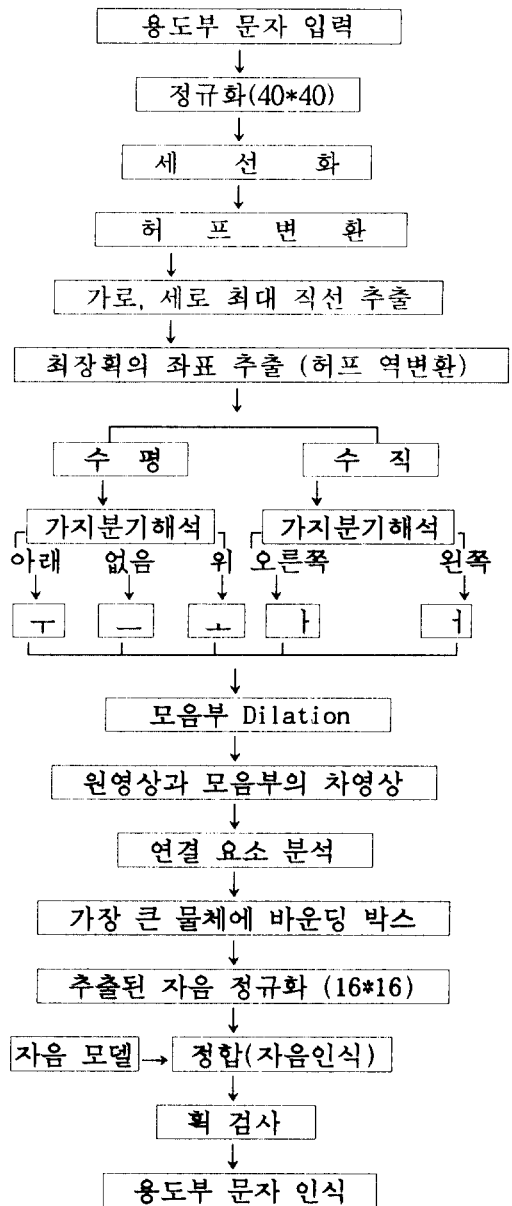 용도부 문자 입력
정규화(40*40)
세 선 화
허 프 변 환
가로, 세로 최대 직선 추출
최장획의 좌표 추출 (허프 역변환)
수 평 수 직
가지분기해석 가지분기해석
아래 없음 위 오른쪽 왼쪽
ㅜ ㅡ ㅗ ㅏ ㅓ
모음부 Dilation
원영상과 모음부의 차영상
연결 요소 분석
가장 큰 물체에 바운딩 박스
추출된 자음 정규화 (16*16)
자음 모델 정합(자음인식)
획 검사
용도부 문자 인식